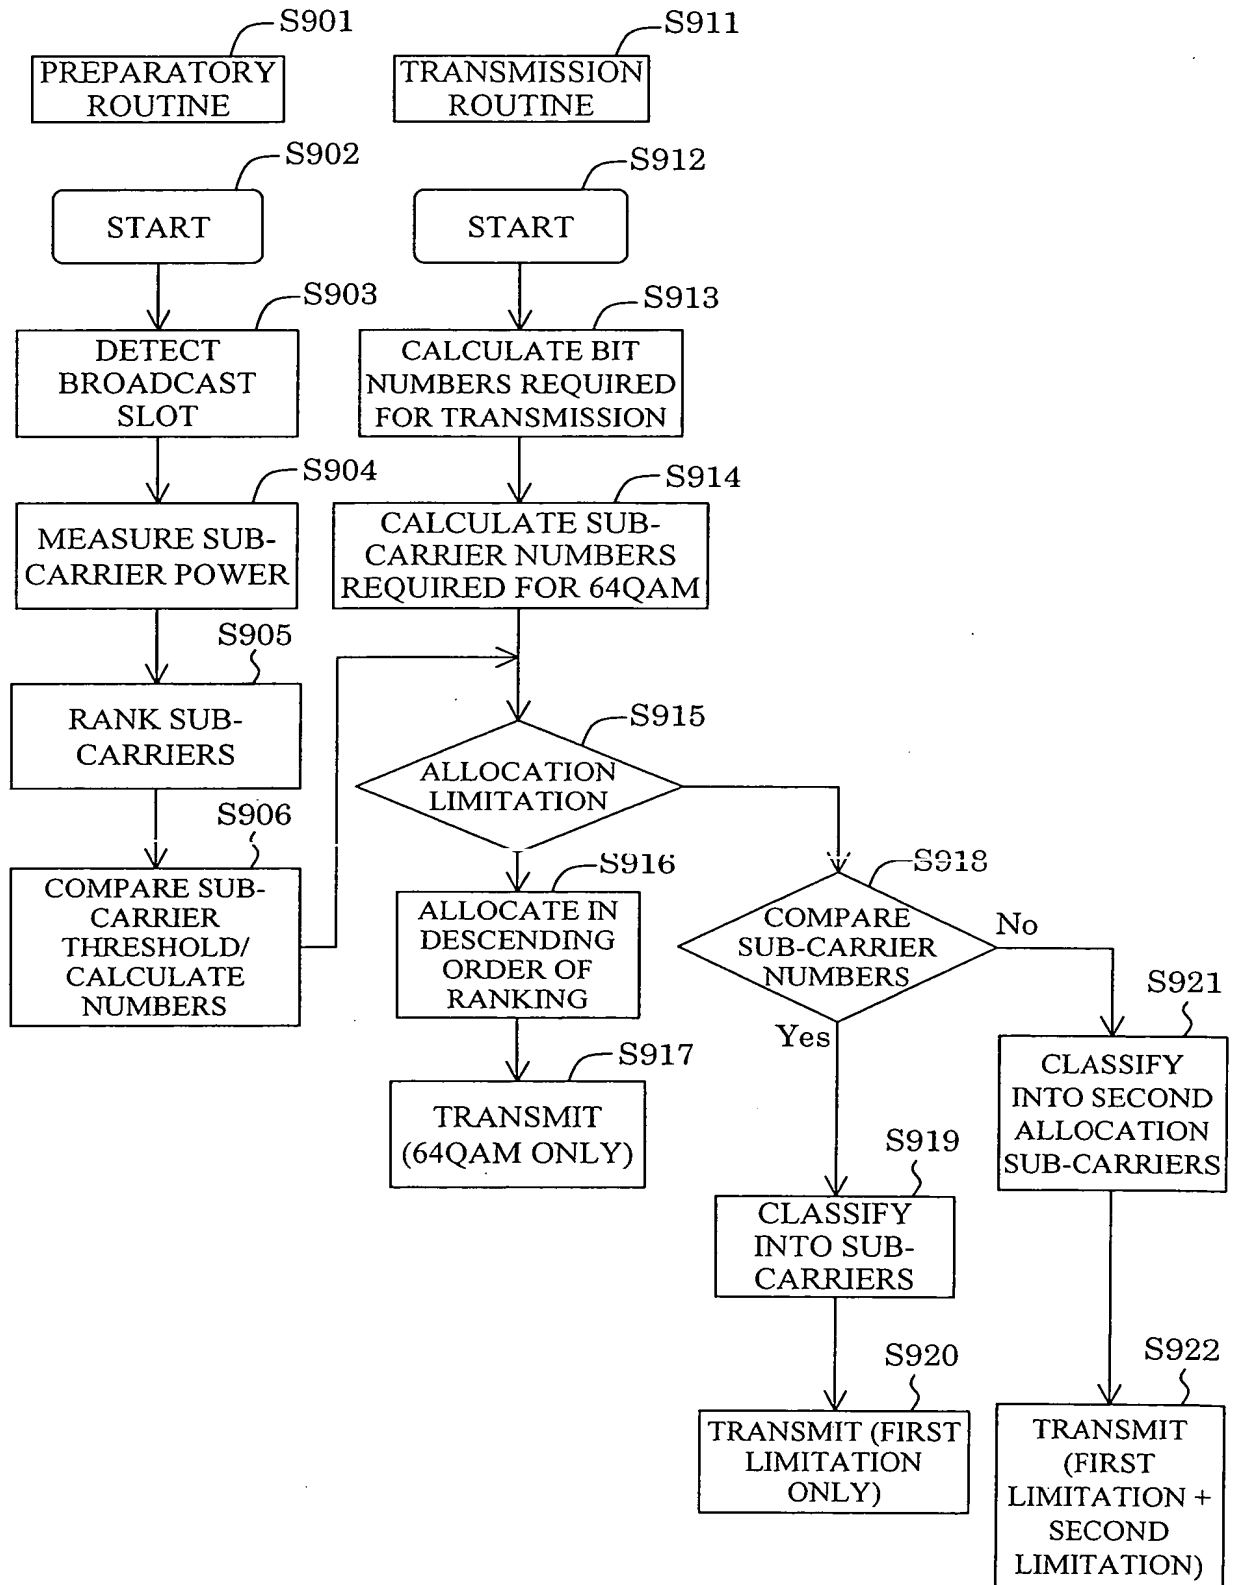 S901
PREPARATORY
ROUTINE
S902
START
S903
DETECT
BROADCAST
SLOT
S904
MEASURE SUB-
CARRIER POWER
S905
RANK SUB-
CARRIERS
S906
COMPARE SUB-
CARRIER
THRESHOLD/
CALCULATE
NUMBERS
S911
TRANSMISSION
ROUTINE
S912
START
S913
CALCULATE BIT
NUMBERS REQUIRED
FOR TRANSMISSION
S914
CALCULATE SUB-
CARRIER NUMBERS
REQUIRED FOR 64QAM
S915
ALLOCATION
LIMITATION
S916
ALLOCATE IN
DESCENDING
ORDER OF
RANKING
S917
TRANSMIT
(64QAM ONLY)
S918
COMPARE
SUB-CARRIER
NUMBERS
No
Yes
S919
CLASSIFY
INTO SUB-
CARRIERS
S920
TRANSMIT (FIRST
LIMITATION
ONLY)
S921
CLASSIFY
INTO SECOND
ALLOCATION
SUB-CARRIERS
S922
TRANSMIT
(FIRST
LIMITATION +
SECOND
LIMITATION)